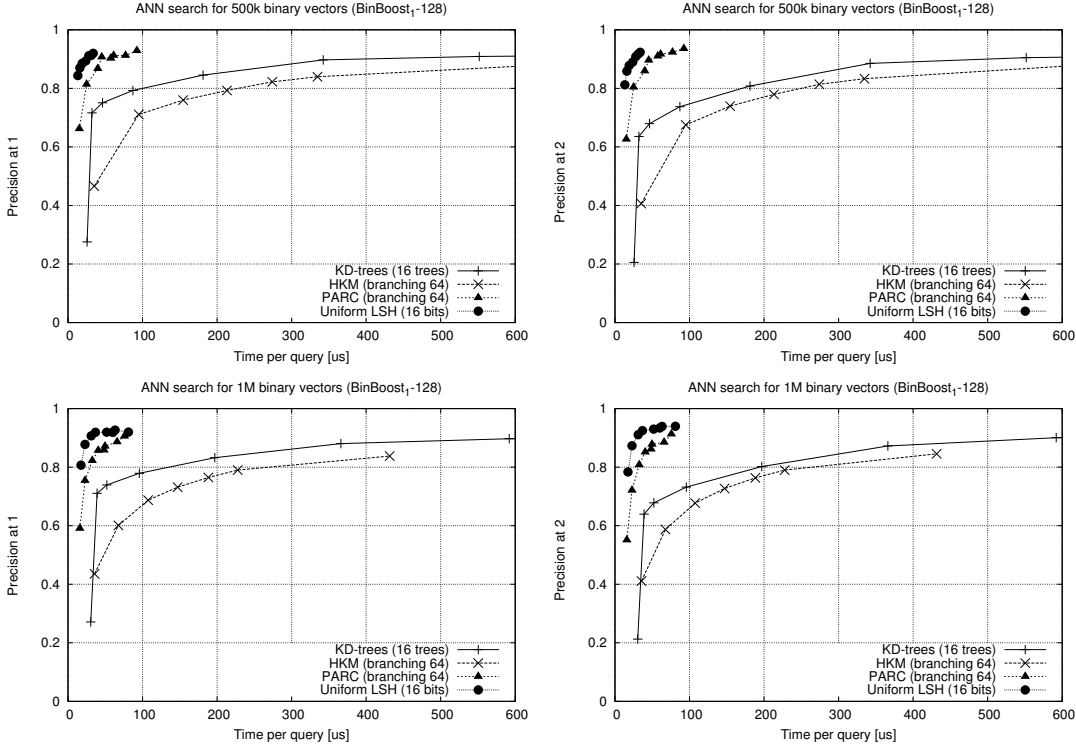 ANN search for 500k binary vectors (BinBoost1-128)
1
0.8
0.6
0.4
0.2
0
Precision at 1
KD-trees (16 trees)
HKM (branching 64)
PARC (branching 64)
Uniform LSH (16 bits)
0 100 200 300 400 500 600
Time per query [us]
ANN search for 500k binary vectors (BinBoost1-128)
1
0.8
0.6
0.4
0.2
0
Precision at 2
KD-trees (16 trees)
HKM (branching 64)
PARC (branching 64)
Uniform LSH (16 bits)
0 100 200 300 400 500 600
Time per query [us]
ANN search for 1M binary vectors (BinBoost1-128)
1
0.8
0.6
0.4
0.2
0
Precision at 1
KD-trees (16 trees)
HKM (branching 64)
PARC (branching 64)
Uniform LSH (16 bits)
0 100 200 300 400 500 600
Time per query [us]
ANN search for 1M binary vectors (BinBoost1-128)
1
0.8
0.6
0.4
0.2
0
Precision at 2
KD-trees (16 trees)
HKM (branching 64)
PARC (branching 64)
Uniform LSH (16 bits)
0 100 200 300 400 500 600
Time per query [us]